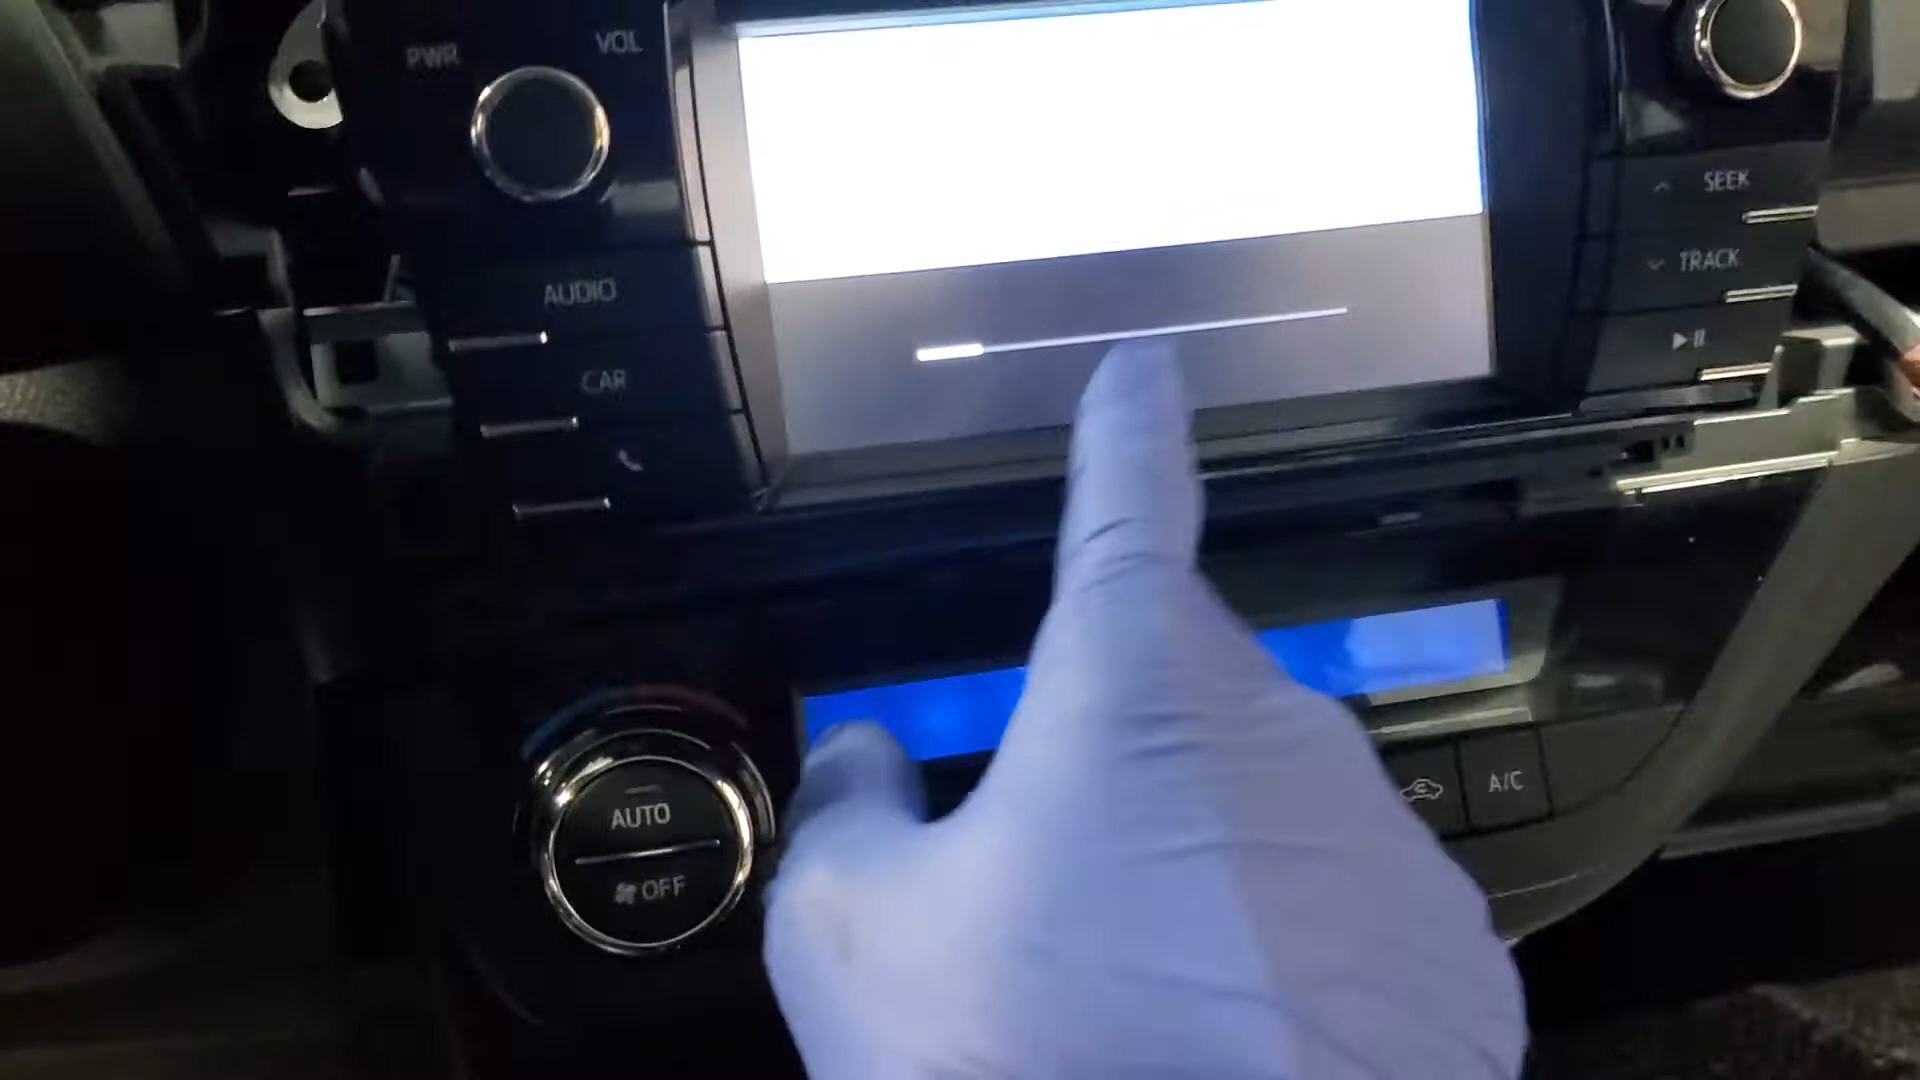 PWR
VOL
AUDIO
CAR
SEEK
TRACK
AUTO
OFF
A/C